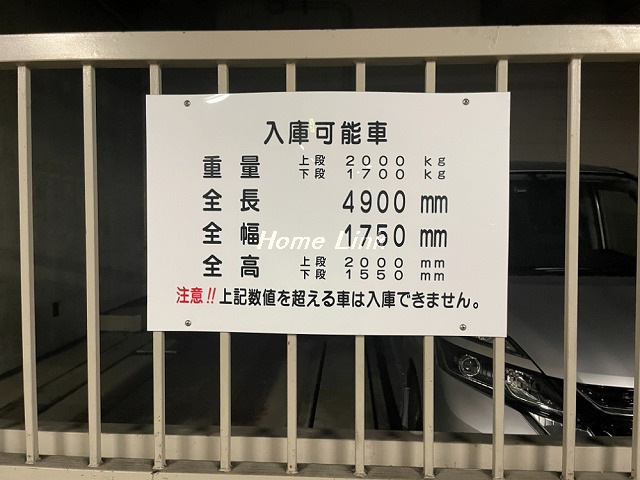 入庫可能車
重量 上段 2000 kg
下段 1700 kg
全長 4900 mm
全幅 1750 mm
全高 上段 2000 mm
下段 1550 mm
注意!!上記数値を超える車は入庫できません。
Home Linn